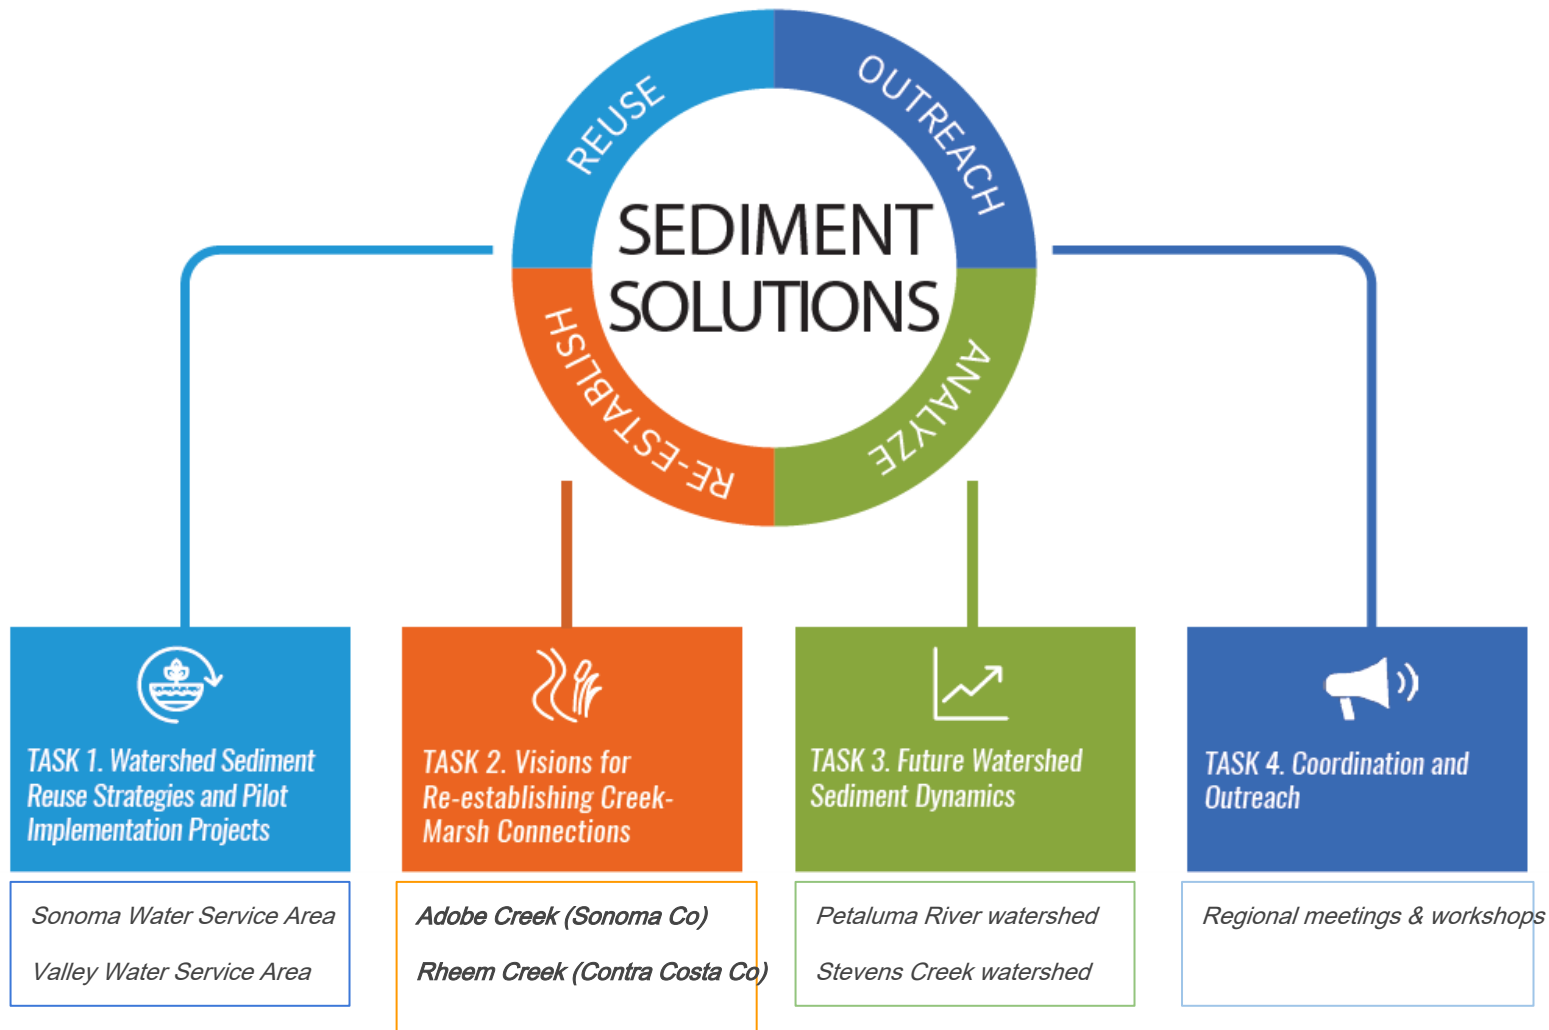 REUSE
OUTREACH
SEDIMENT
SOLUTIONS
RE-ESTABLISH
ANALYZE
TASK 1. Watershed Sediment
Reuse Strategies and Pilot
Implementation Projects
TASK 2. Visions for
Re-establishing Creek-
Marsh Connections
TASK 3. Future Watershed
Sediment Dynamics
TASK 4. Coordination and
Outreach
Sonoma Water Service Area
Valley Water Service Area
Adobe Creek (Sonoma Co)
Rheem Creek (Contra Costa Co)
Petaluma River watershed
Stevens Creek watershed
Regional meetings & workshops